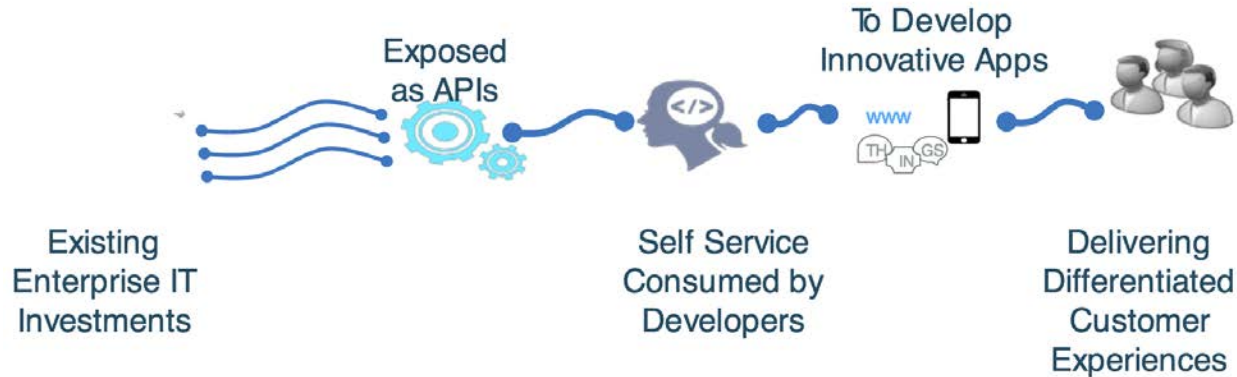 Existing
Enterprise IT
Investments
Exposed
as APIs
</>
Self Service
Consumed by
Developers
To Develop
Innovative Apps
www
TH IN GS
Delivering
Differentiated
Customer
Experiences